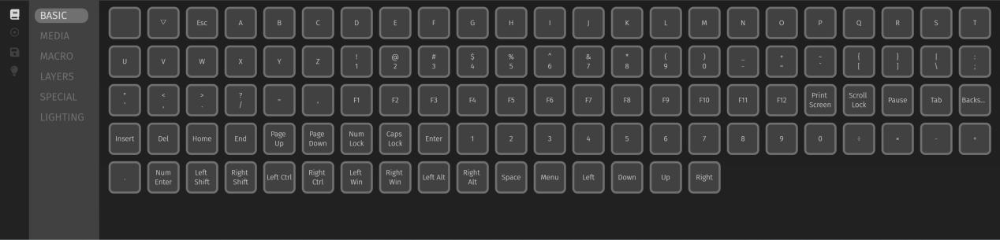 BASIC
MEDIA
MACRO
LAYERS
SPECIAL
LIGHTING
▽ Esc A B C D E F G H I J K L M N O P Q R S T
U V W X Y Z ! 1 @ 2 # 3 $ 4 % 5 ^ 6 & 7 * 8 ( 9 ) 0 _ - + = ~ ` { [ } ] | \ : ;
" ' < , > . ? / = , F1 F2 F3 F4 F5 F6 F7 F8 F9 F10 F11 F12 Print Screen Scroll Lock Pause Tab Backs...
Insert Del Home End Page Up Page Down Num Lock Caps Lock Enter 1 2 3 4 5 6 7 8 9 0 ÷ × - +
. Num Enter Left Shift Right Shift Left Ctrl Right Ctrl Left Win Right Win Left Alt Right Alt Space Menu Left Down Up Right